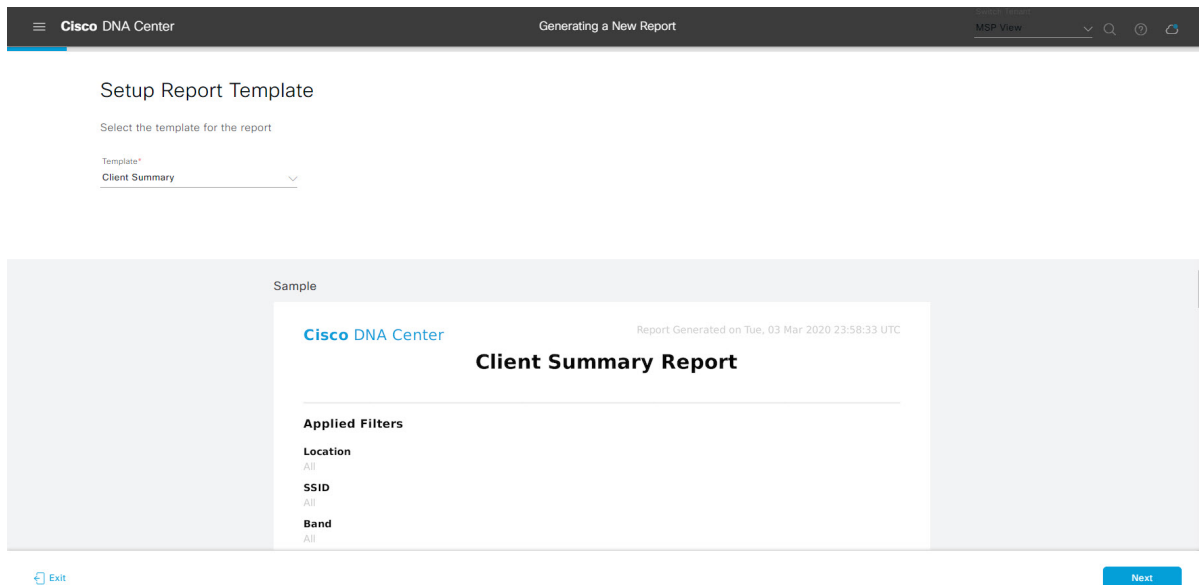 Cisco DNA Center
Generating a New Report
MSP View
Setup Report Template
Select the template for the report
Template*
Client Summary
Sample
Cisco DNA Center
Report Generated on Tue, 03 Mar 2020 23:58:33 UTC
Client Summary Report
Applied Filters
Location
All
SSID
All
Band
All
Exit
Next